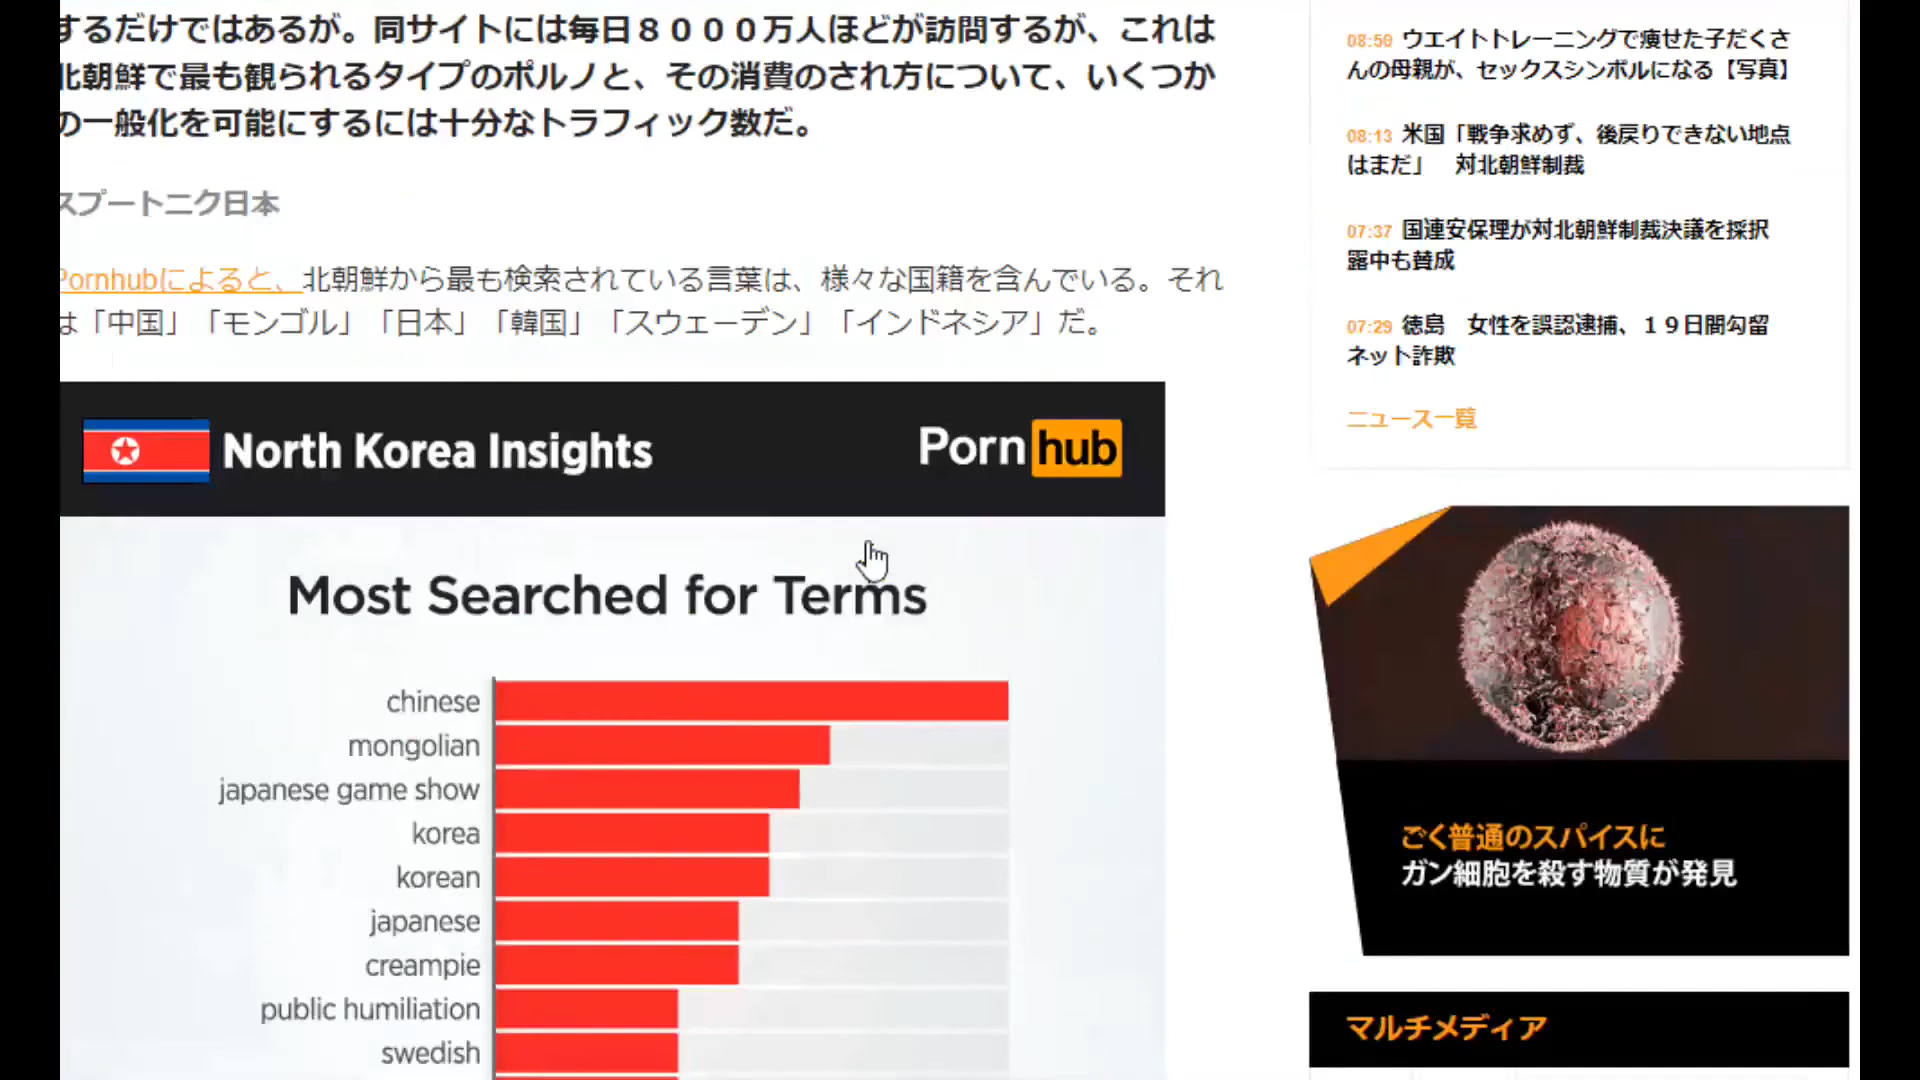 するだけではあるが。同サイトには毎日８０００万人ほどが訪問するが、これは
北朝鮮で最も観られるタイプのポルノと、その消費のされ方について、いくつか
の一般化を可能にするには十分なトラフィック数だ。
スプートニク日本
Pornhubによると、北朝鮮から最も検索されている言葉は、様々な国籍を含んでいる。それ
は「中国」「モンゴル」「日本」「韓国」「スウェーデン」「インドネシア」だ。
North Korea Insights
Porn hub
Most Searched for Terms
chinese
mongolian
japanese game show
korea
korean
japanese
creampie
public humiliation
swedish
08:50 ウエイトトレーニングで痩せた子だくさ
んの母親が、セックスシンボルになる【写真】
08:13 米国「戦争求めず、後戻りできない地点
はまだ」　対北朝鮮制裁
07:37 国連安保理が対北朝鮮制裁決議を採択
露中も賛成
07:29 徳島　女性を誤認逮捕、１９日間勾留
ネット詐欺
ニュース一覧
ごく普通のスパイスに
ガン細胞を殺す物質が発見
マルチメディア